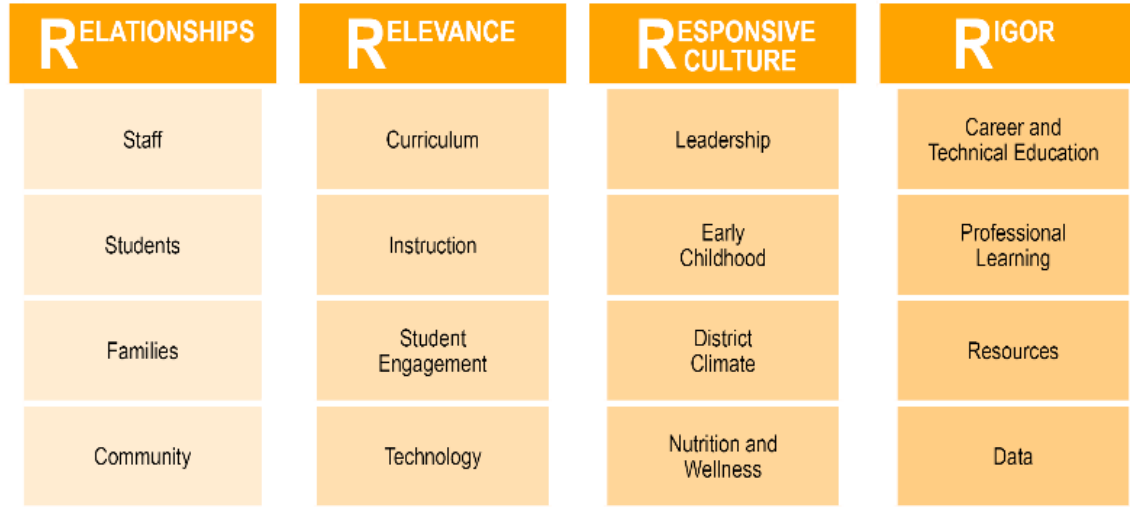 RELATIONSHIPS
Staff
Students
Families
Community
RELEVANCE
Curriculum
Instruction
Student
Engagement
Technology
RESPONSIVE
CULTURE
Leadership
Early
Childhood
District
Climate
Nutrition and
Wellness
RIGOR
Career and
Technical Education
Professional
Learning
Resources
Data